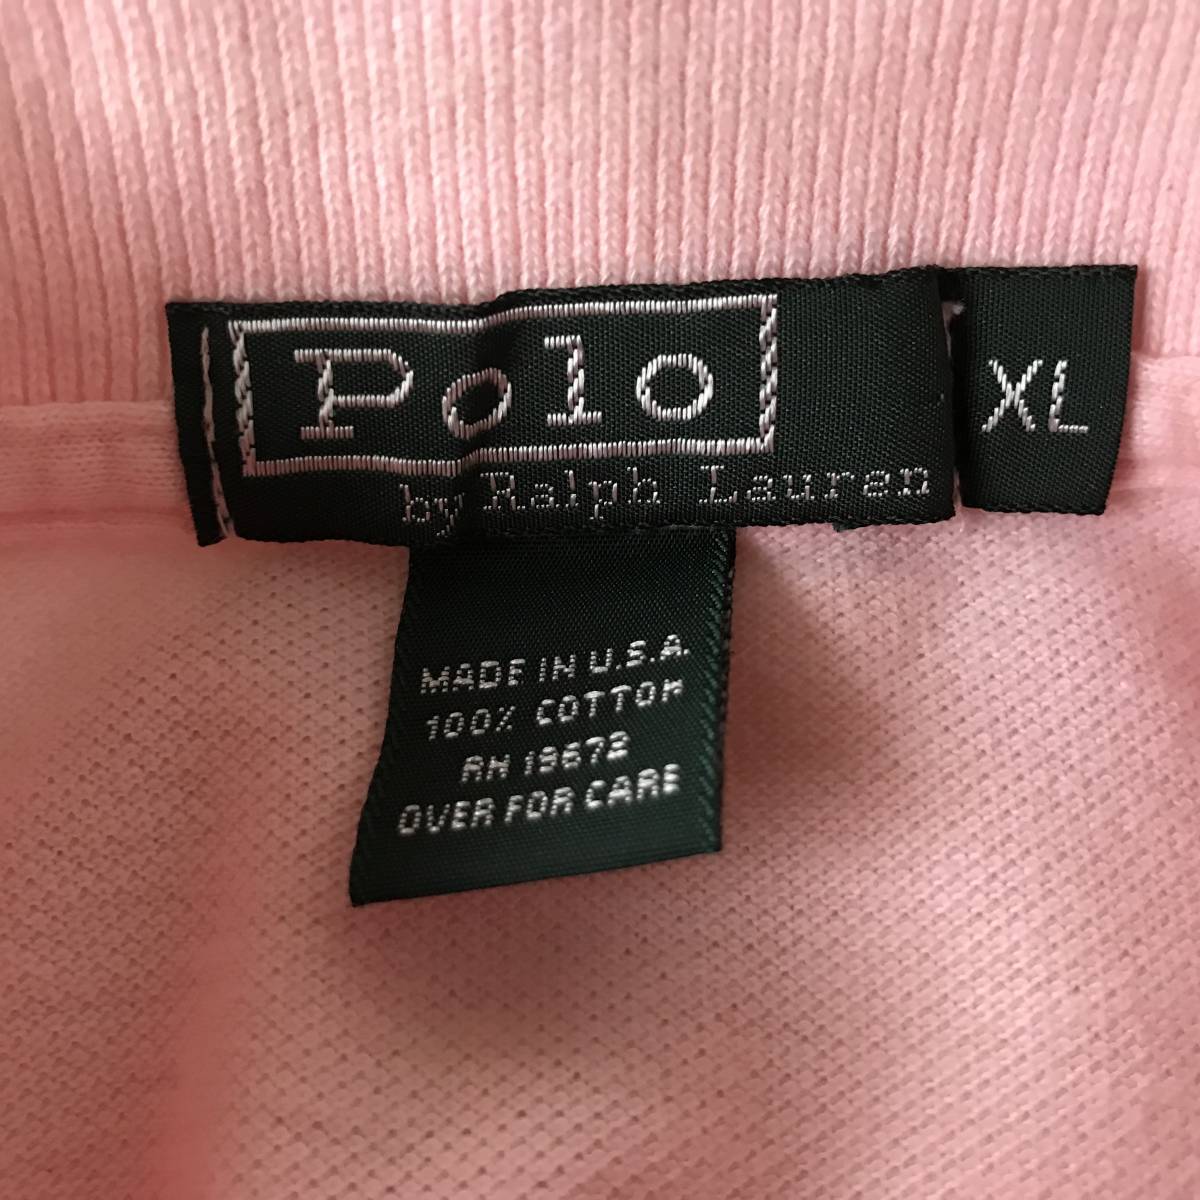 Polo
by Ralph Lauren
XL
MADE IN U.S.A.
100% COTTON
RN 19672
OVER FOR CARE